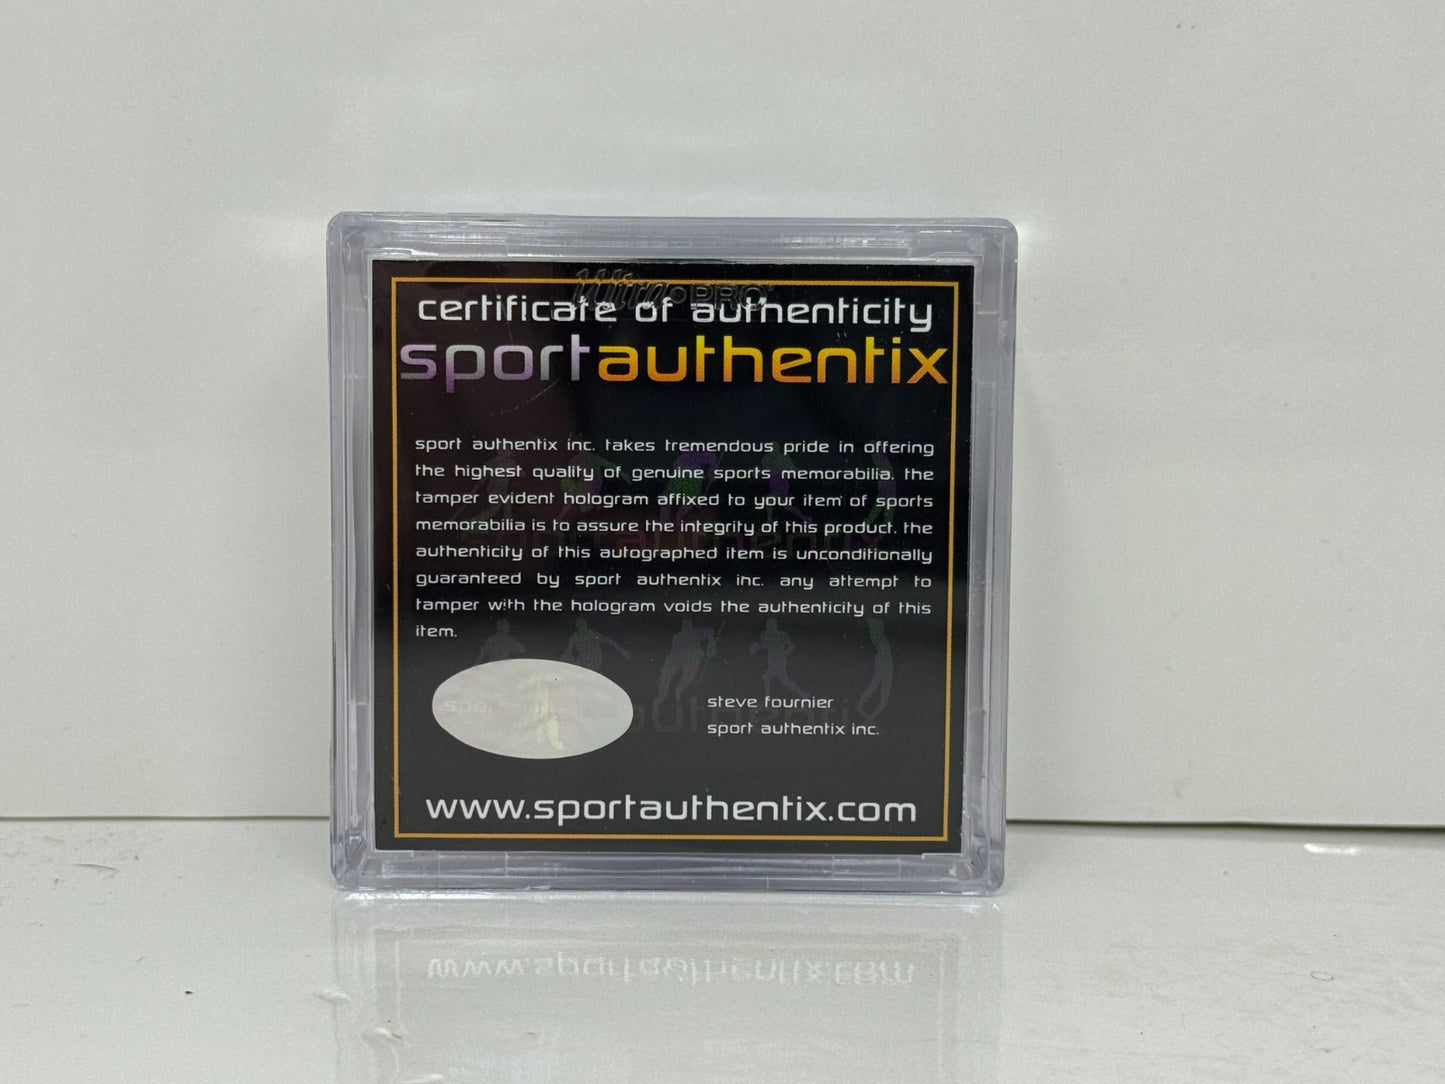 Ultra PRO
certificate of authenticity
sportauthentix
sport authentix inc. takes tremendous pride in offering
the highest quality of genuine sports memorabilia. the
tamper evident hologram affixed to your item of sports
memorabilia is to assure the integrity of this product. the
authenticity of this autographed item is unconditionally
guaranteed by sport authentix inc. any attempt to
tamper with the hologram voids the authenticity of this
item.
steve fournier
sport authentix inc.
www.sportauthentix.com